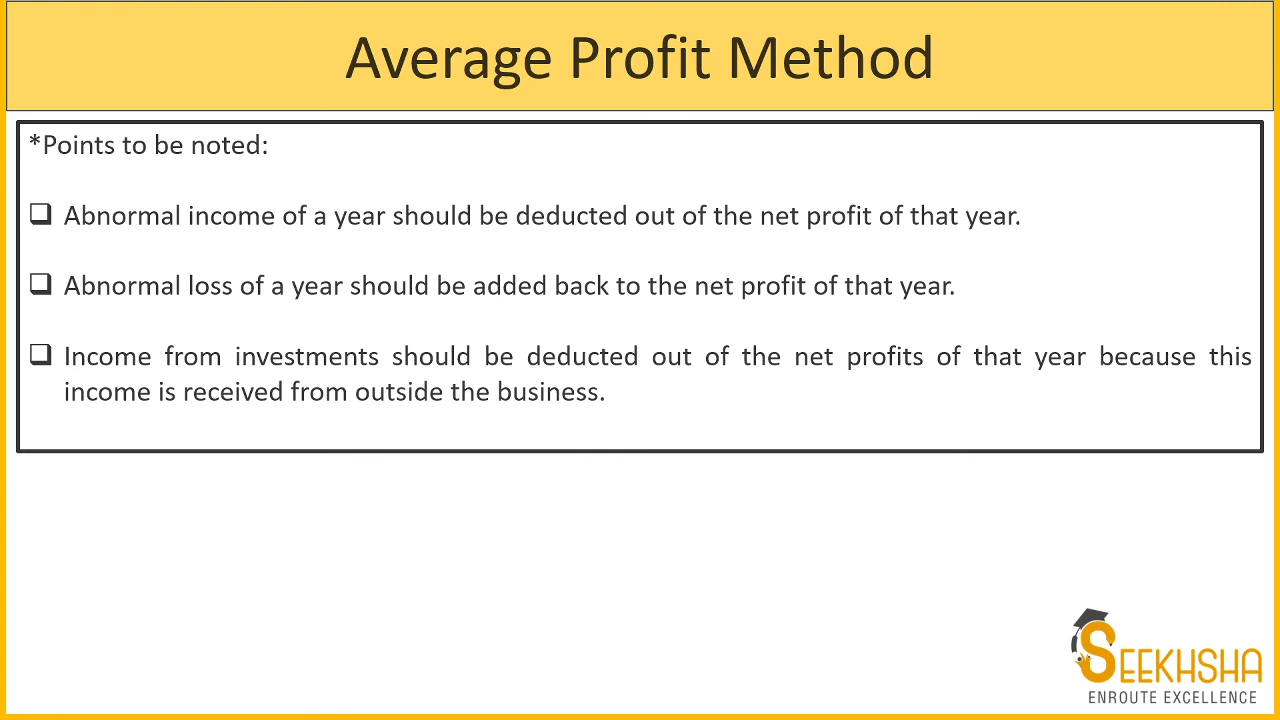 Average Profit Method
*Points to be noted:
❑ Abnormal income of a year should be deducted out of the net profit of that year.
❑ Abnormal loss of a year should be added back to the net profit of that year.
❑ Income from investments should be deducted out of the net profits of that year because this
income is received from outside the business.
SEEKHSHA
ENROUTE EXCELLENCE